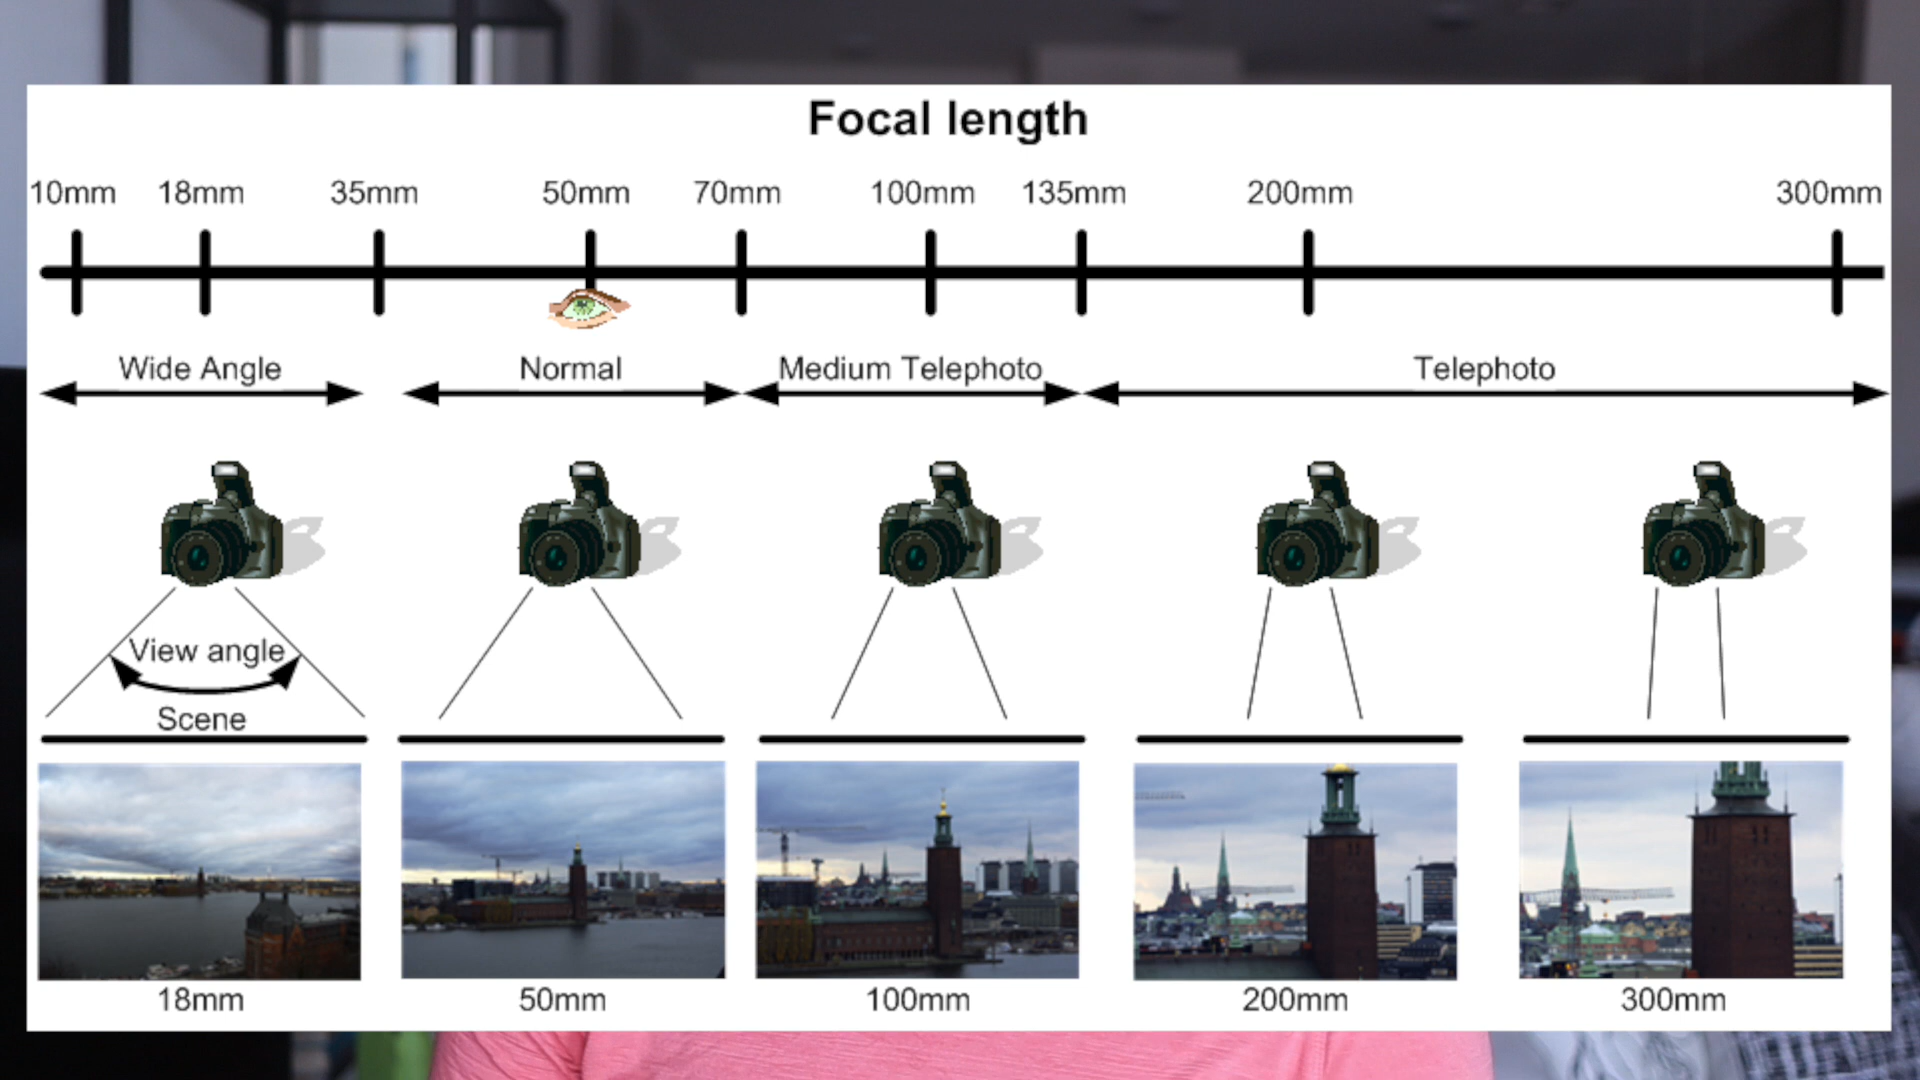 Focal length
10mm 18mm 35mm 50mm 70mm 100mm 135mm 200mm 300mm
Wide Angle Normal Medium Telephoto Telephoto
View angle
Scene
18mm 50mm 100mm 200mm 300mm